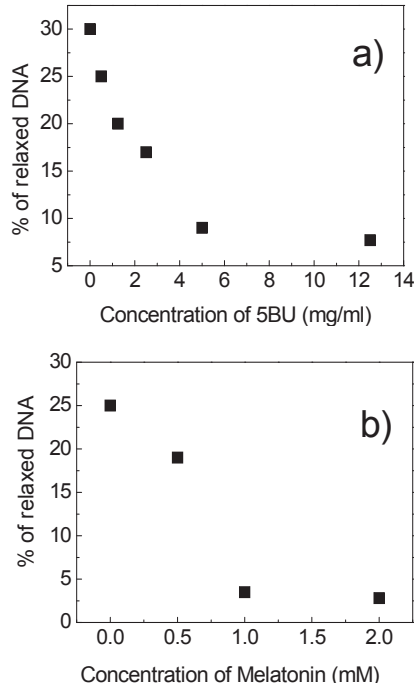 a)
30
25
20
15
10
5
% of relaxed DNA
0 2 4 6 8 10 12 14
Concentration of 5BU (mg/ml)
b)
30
25
20
15
10
5
0
% of relaxed DNA
0.0 0.5 1.0 1.5 2.0
Concentration of Melatonin (mM)